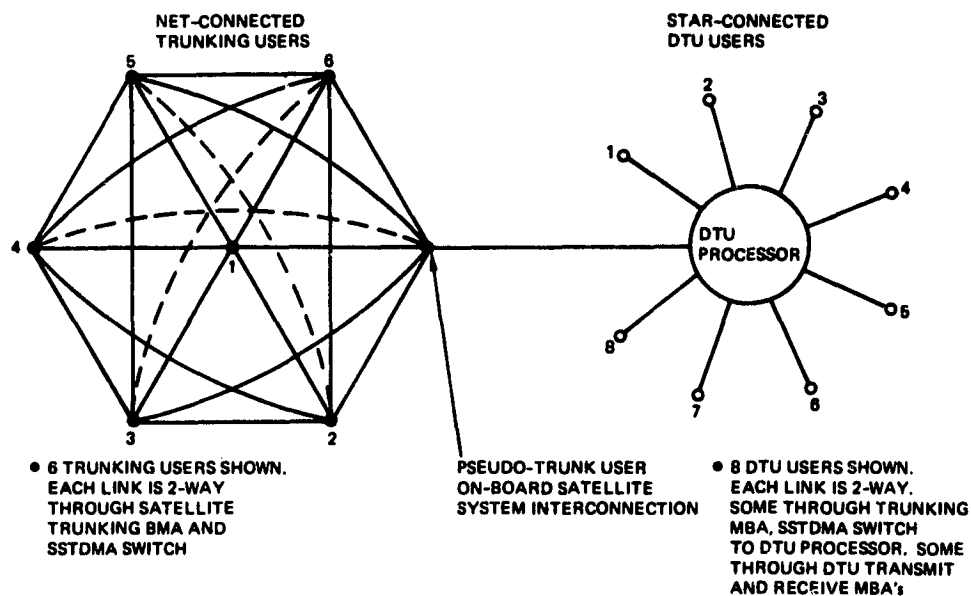 NET-CONNECTED
TRUNKING USERS
5
6
4
1
3
2
STAR-CONNECTED
DTU USERS
1
2
3
4
5
6
7
8
DTU
PROCESSOR
● 6 TRUNKING USERS SHOWN.
EACH LINK IS 2-WAY
THROUGH SATELLITE
TRUNKING BMA AND
SSTDMA SWITCH
PSEUDO-TRUNK USER
ON-BOARD SATELLITE
SYSTEM INTERCONNECTION
● 8 DTU USERS SHOWN.
EACH LINK IS 2-WAY.
SOME THROUGH TRUNKING
MBA, SSTDMA SWITCH
TO DTU PROCESSOR. SOME
THROUGH DTU TRANSMIT
AND RECEIVE MBA's